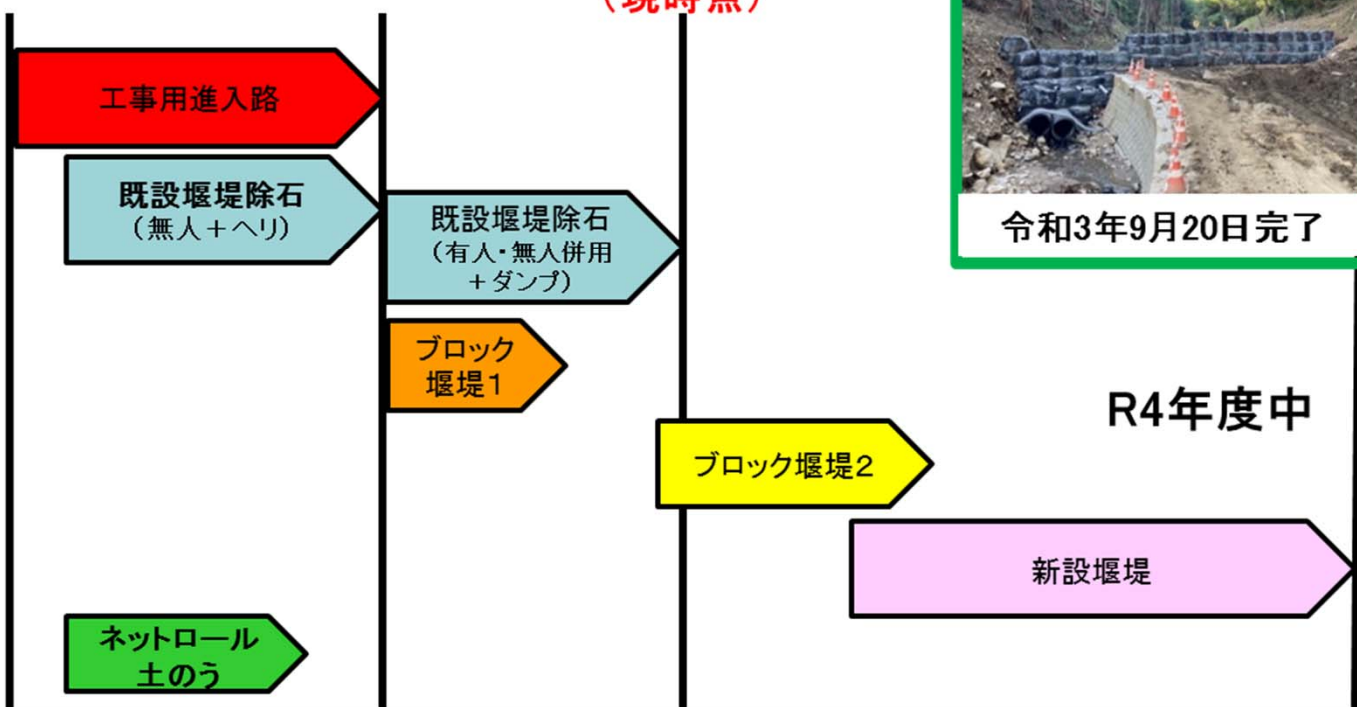 （現時点）
工事用進入路
既設堰堤除石
（無人＋ヘリ）
既設堰堤除石
（有人・無人併用
＋ダンプ）
令和3年9月20日完了
ブロック
堰堤1
R4年度中
ブロック堰堤2
新設堰堤
ネットロール
土のう